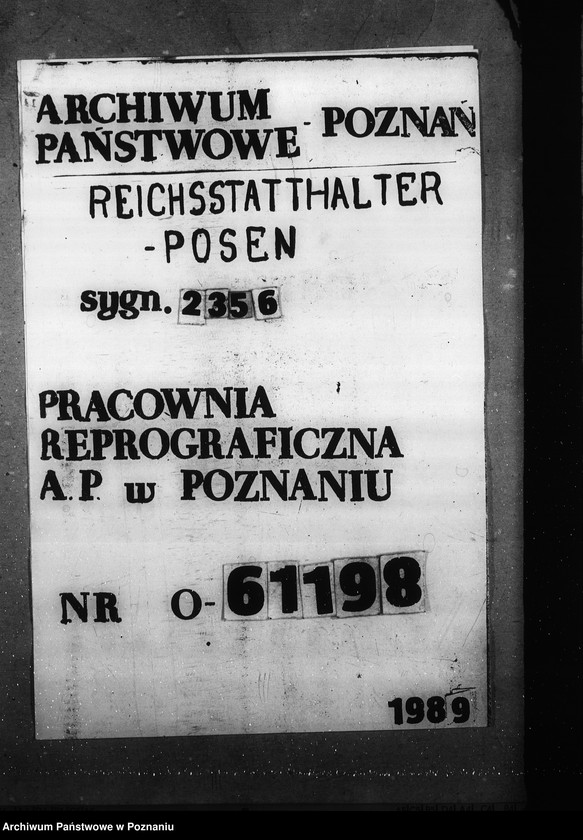 ARCHIWUM
PAŃSTWOWE - POZNAŃ
REICHSSTATTHALTER
-POSEN
sygn. 2356
PRACOWNIA
REPROGRAFICZNA
A.P. w POZNANIU
NR O-61198
1989
Archiwum Państwowe w Poznaniu